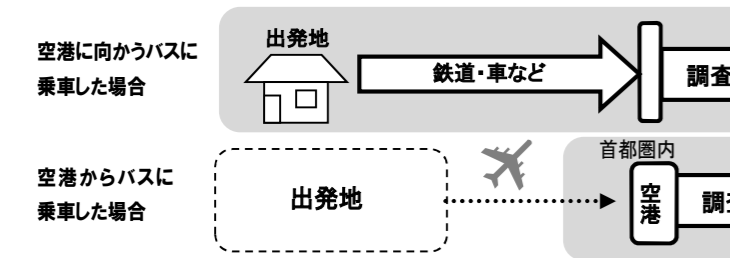 空港に向かうバスに
乗車した場合
出発地
鉄道・車など
調査
首都圏内
空港からバスに
乗車した場合
出発地
空港
調